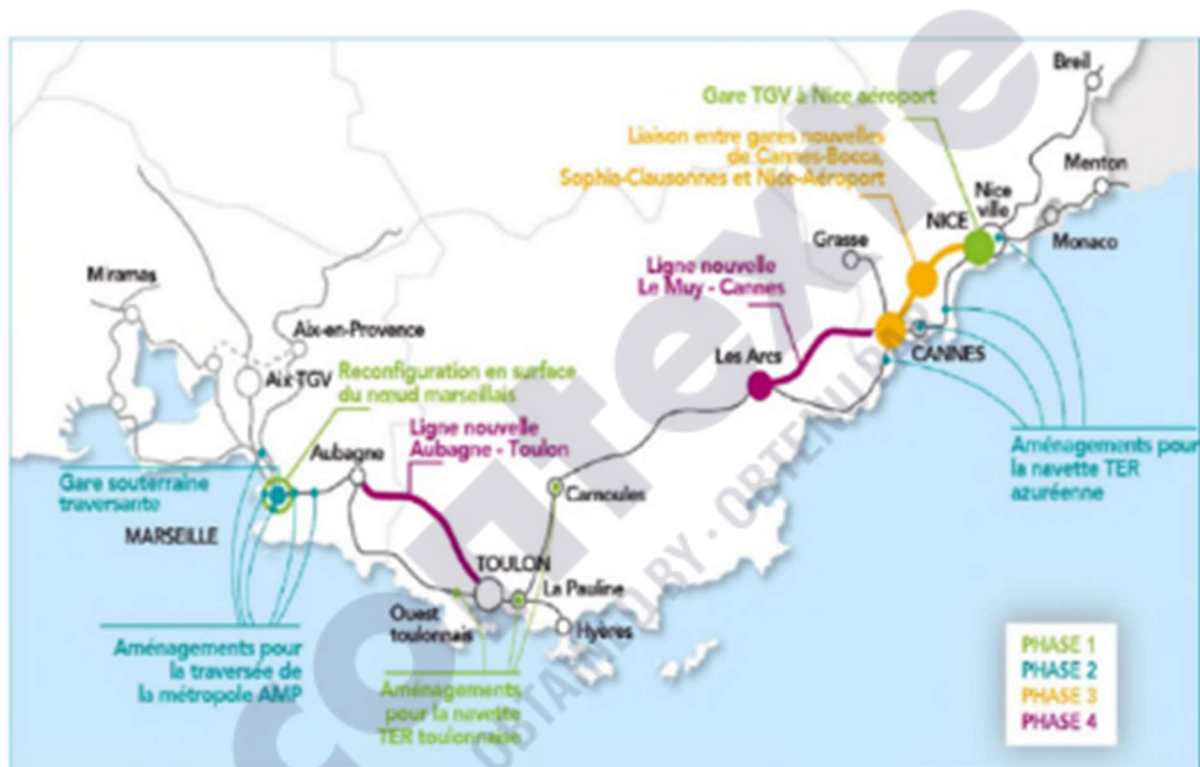 Breil
Gare TGV à Nice aéroport
Liaison entre gares nouvelles
de Cannes-Bocca,
Sophia-Clausonnes et Nice-Aéroport
Menton
Nice
ville
NICE
Monaco
Grasse
Ligne nouvelle
Le Muy - Cannes
Miramas
Aix-en-Provence
Les Arcs
CANNES
Aix-TGV
Reconfiguration en surface
du nœud marseillais
Ligne nouvelle
Aubagne - Toulon
Aubagne
Aménagements pour
la navette TER
azuréenne
Gare souterraine
traversante
Carnoules
MARSEILLE
TOULON
La Pauline
Ouest
toulonnais
Hyères
Aménagements pour
la traversée de
la métropole AMP
Aménagements
pour la navette
TER toulonnaise
PHASE 1
PHASE 2
PHASE 3
PHASE 4
contexte
OBTAINED BY · OBTENU PAR